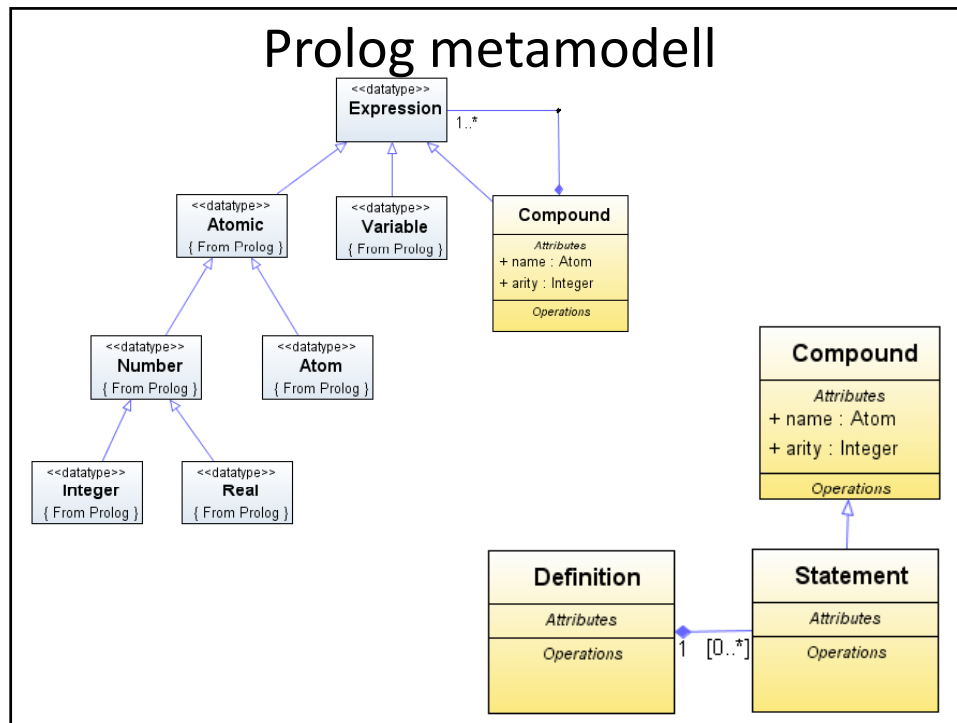 Prolog metamodell
<<datatype>>
Expression
1..*
<<datatype>>
Atomic
{ From Prolog }
<<datatype>>
Variable
{ From Prolog }
Compound
Attributes
+ name : Atom
+ arity : Integer
Operations
<<datatype>>
Number
{ From Prolog }
<<datatype>>
Atom
{ From Prolog }
<<datatype>>
Integer
{ From Prolog }
<<datatype>>
Real
{ From Prolog }
Compound
Attributes
+ name : Atom
+ arity : Integer
Operations
Definition
Attributes
Operations
1 [0..*]
Statement
Attributes
Operations